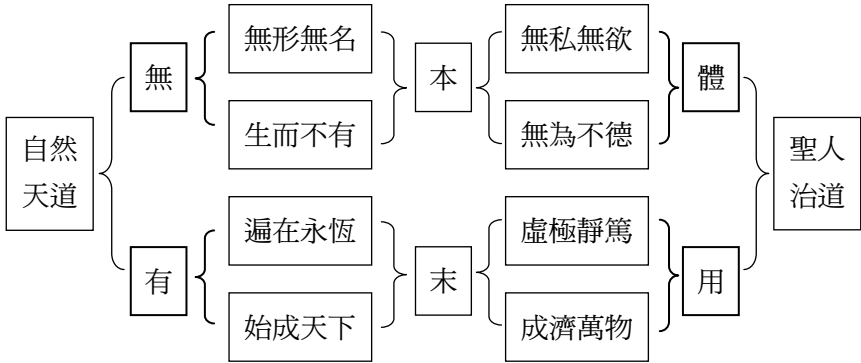 自然
天道
無
有
無形無名
生而不有
遍在永恆
始成天下
本
末
無私無欲
無為不德
虛極靜篤
成濟萬物
體
用
聖人
治道